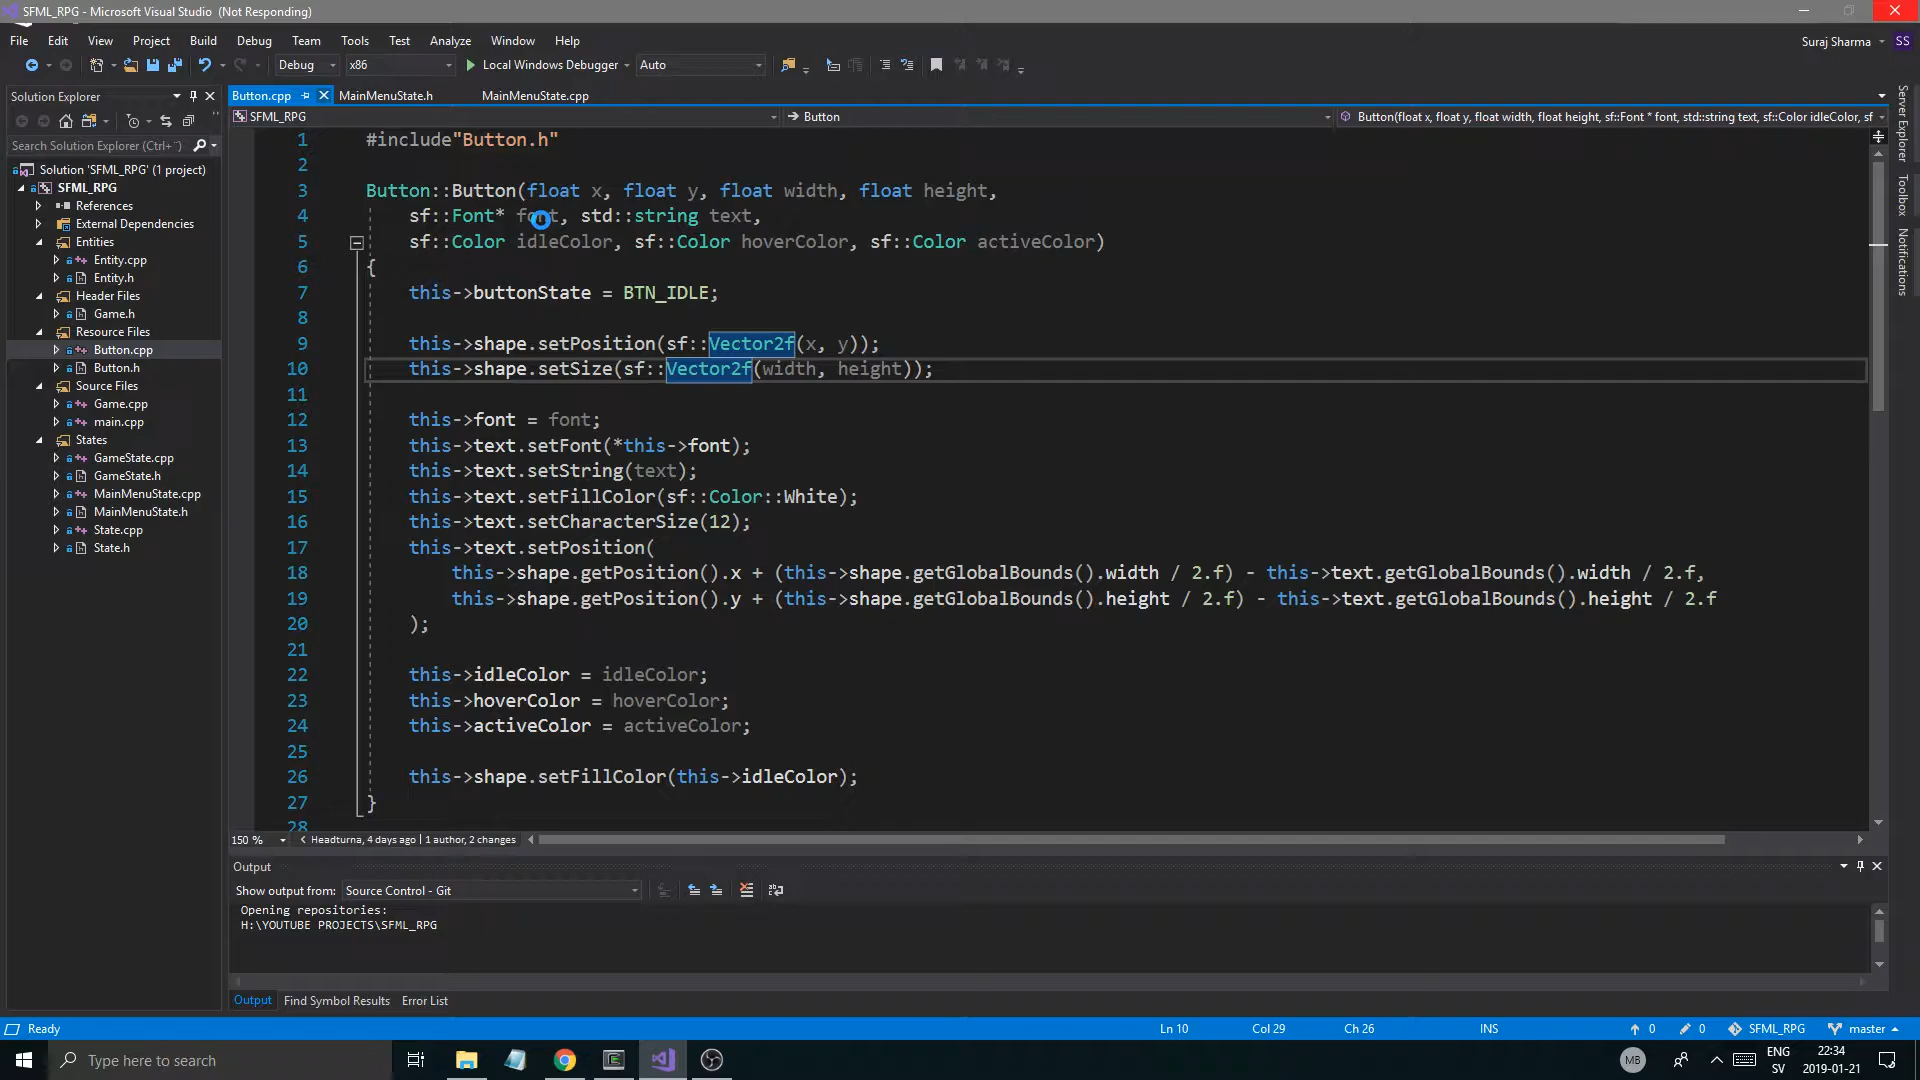 SFML_RPG - Microsoft Visual Studio (Not Responding)
File Edit View Project Build Debug Team Tools Test Analyze Window Help
Suraj Sharma SS
Debug x86 Local Windows Debugger Auto
Solution Explorer
Button.cpp MainMenuState.h MainMenuState.cpp
SFML_RPG Button Button(float x, float y, float width, float height, sf::Font * font, std::string text, sf::Color idleColor, sf
Search Solution Explorer (Ctrl+¨)
Solution 'SFML_RPG' (1 project)
SFML_RPG
References
External Dependencies
Entities
Entity.cpp
Entity.h
Header Files
Game.h
Resource Files
Button.cpp
Button.h
Source Files
Game.cpp
main.cpp
States
GameState.cpp
GameState.h
MainMenuState.cpp
MainMenuState.h
State.cpp
State.h
1 #include"Button.h"
2
3 Button::Button(float x, float y, float width, float height,
4 sf::Font* font, std::string text,
5 sf::Color idleColor, sf::Color hoverColor, sf::Color activeColor)
6 {
7 this->buttonState = BTN_IDLE;
8
9 this->shape.setPosition(sf::Vector2f(x, y));
10 this->shape.setSize(sf::Vector2f(width, height));
11
12 this->font = font;
13 this->text.setFont(*this->font);
14 this->text.setString(text);
15 this->text.setFillColor(sf::Color::White);
16 this->text.setCharacterSize(12);
17 this->text.setPosition(
18 this->shape.getPosition().x + (this->shape.getGlobalBounds().width / 2.f) - this->text.getGlobalBounds().width / 2.f,
19 this->shape.getPosition().y + (this->shape.getGlobalBounds().height / 2.f) - this->text.getGlobalBounds().height / 2.f
20 );
21
22 this->idleColor = idleColor;
23 this->hoverColor = hoverColor;
24 this->activeColor = activeColor;
25
26 this->shape.setFillColor(this->idleColor);
27 }
28
Server Explorer
Toolbox
Notifications
150 % Headturna, 4 days ago | 1 author, 2 changes
Output
Show output from: Source Control - Git
Opening repositories:
H:\YOUTUBE PROJECTS\SFML_RPG
Output Find Symbol Results Error List
Ready Ln 10 Col 29 Ch 26 INS 0 0 SFML_RPG master
Type here to search
MB
ENG
SV
22:34
2019-01-21